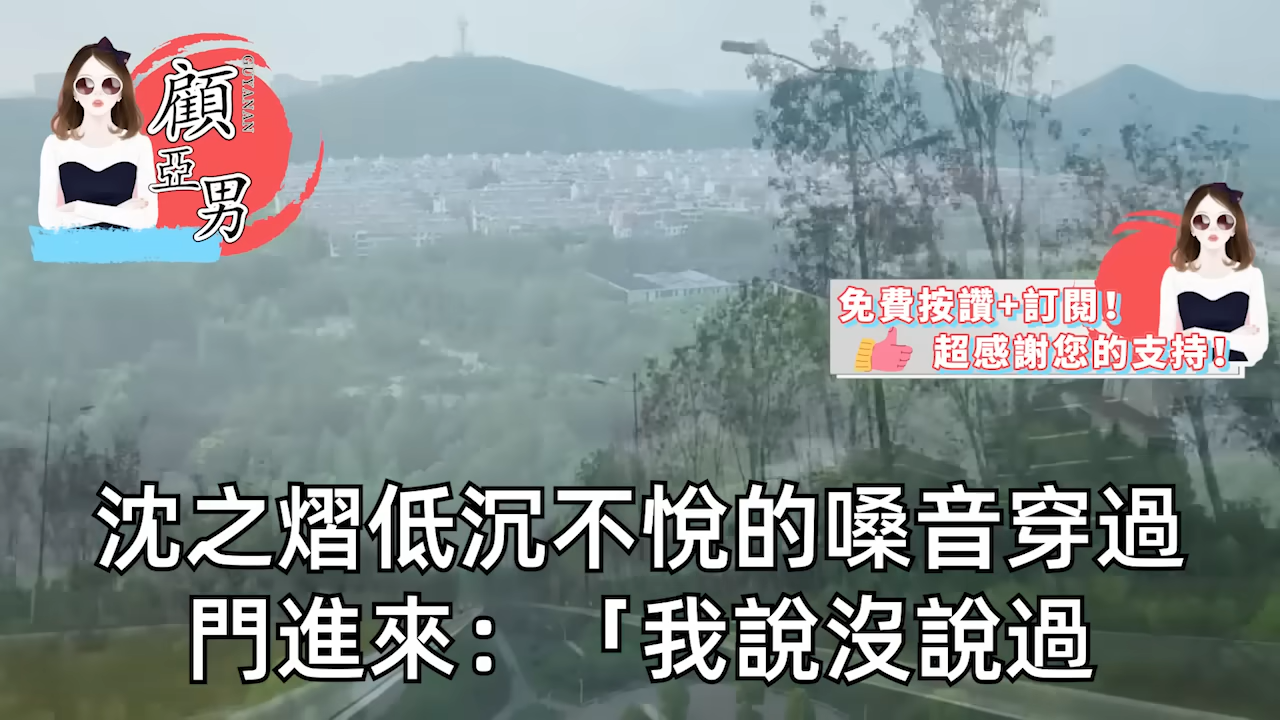 顧亞男
GUYANAN
免費按讚+訂閱!
超感謝您的支持!
沈之熠低沉不悅的嗓音穿過
門進來：「我說沒說過